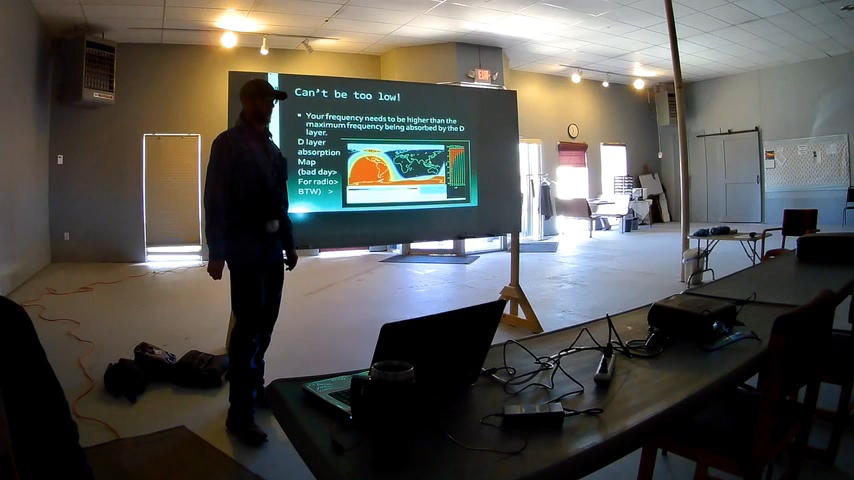 EXIT
Can't be too low!
▪ Your frequency needs to be higher than the
maximum frequency being absorbed by the D
layer.
D layer
absorption
Map
(bad day>
For radio>
BTW) >